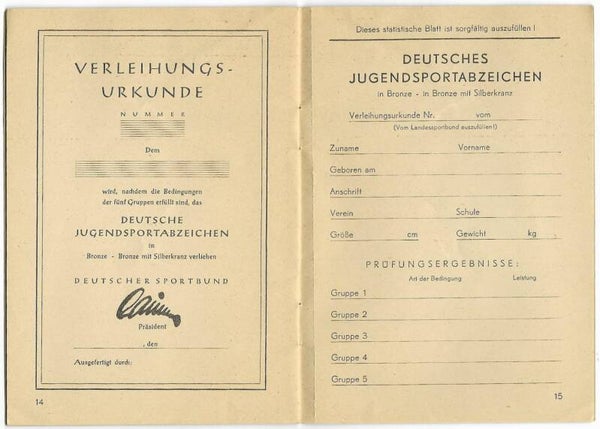 VERLEIHUNGS-
URKUNDE
NUMMER
Dem
wird, nachdem die Bedingungen
der fünf Gruppen erfüllt sind, das
DEUTSCHE
JUGENDSPORTABZEICHEN
in
Bronze - Bronze mit Silberkranz verliehen
DEUTSCHER SPORTBUND
Präsident
, den
Ausgefertigt durch:
14
Dieses statistische Blatt ist sorgfältig auszufüllen !
DEUTSCHES
JUGENDSPORTABZEICHEN
in Bronze - in Bronze mit Silberkranz
Verleihungsurkunde Nr. vom
(Vom Landessportbund auszufüllen!)
Zuname Vorname
Geboren am
Anschrift
Verein Schule
Größe cm Gewicht kg
PRÜFUNGSERGEBNISSE:
Art der Bedingung Leistung
Gruppe 1
Gruppe 2
Gruppe 3
Gruppe 4
Gruppe 5
15